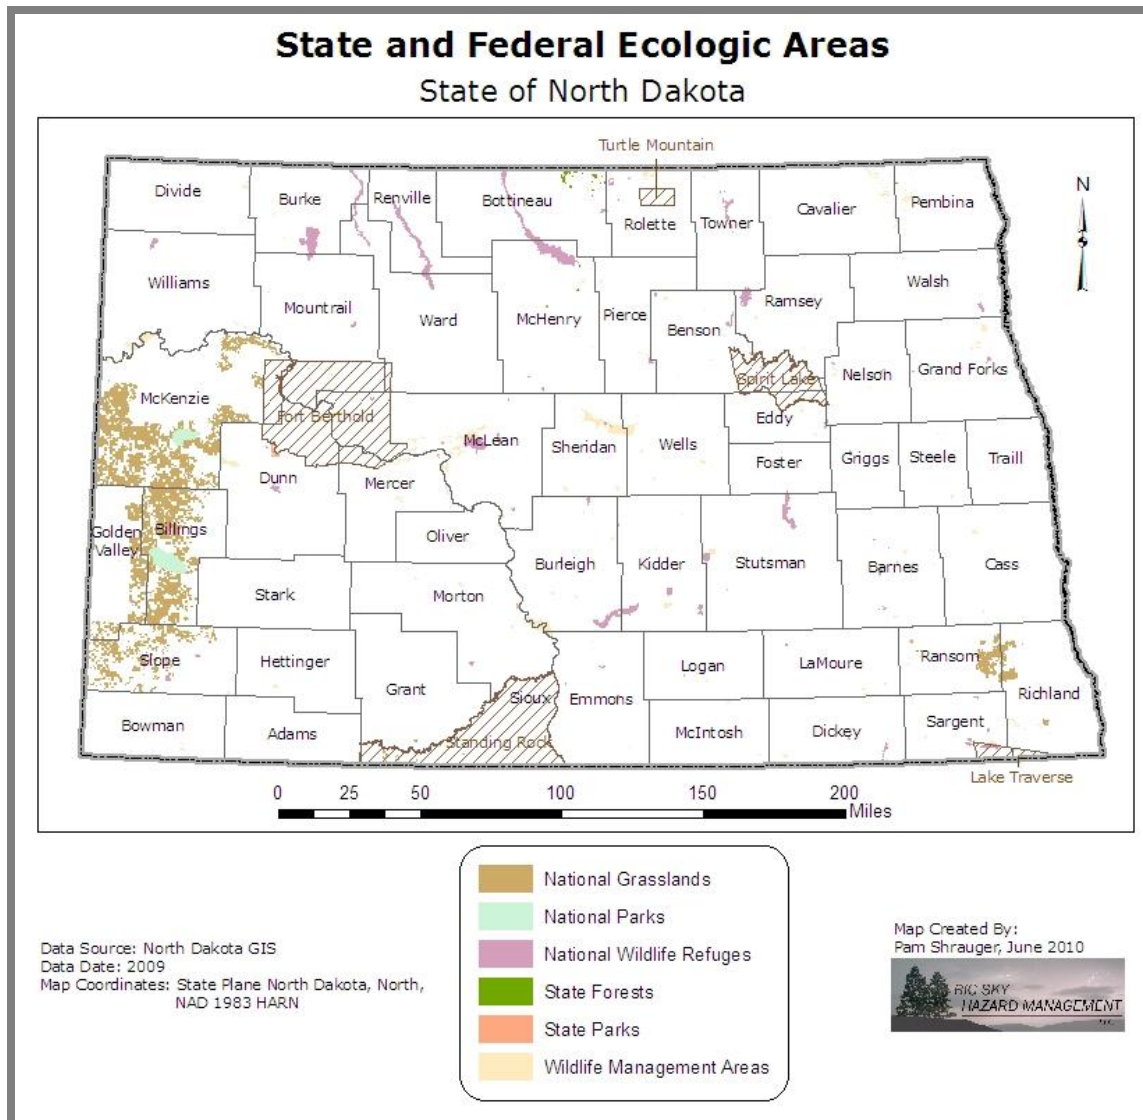 State and Federal Ecologic Areas
State of North Dakota
Turtle Mountain
Divide
Burke
Renville
Bottineau
Rolette
Towner
Cavalier
Pembina
N
Williams
Mountrail
Ward
McHenry
Pierce
Benson
Ramsey
Walsh
McKenzie
Fort Berthold
Spirit Lake
Nelson
Grand Forks
McLean
Sheridan
Wells
Eddy
Dunn
Mercer
Foster
Griggs
Steele
Traill
Golden
Valley
Billings
Oliver
Burleigh
Kidder
Stutsman
Barnes
Cass
Stark
Morton
Slope
Hettinger
Grant
Sioux
Emmons
Logan
LaMoure
Ransom
Richland
Bowman
Adams
Standing Rock
McIntosh
Dickey
Sargent
Lake Traverse
0 25 50 100 150 200
Miles
National Grasslands
National Parks
National Wildlife Refuges
State Forests
State Parks
Wildlife Management Areas
Data Source: North Dakota GIS
Data Date: 2009
Map Coordinates: State Plane North Dakota, North,
NAD 1983 HARN
Map Created By:
Pam Shrauger, June 2010
BIG SKY
HAZARD MANAGEMENT